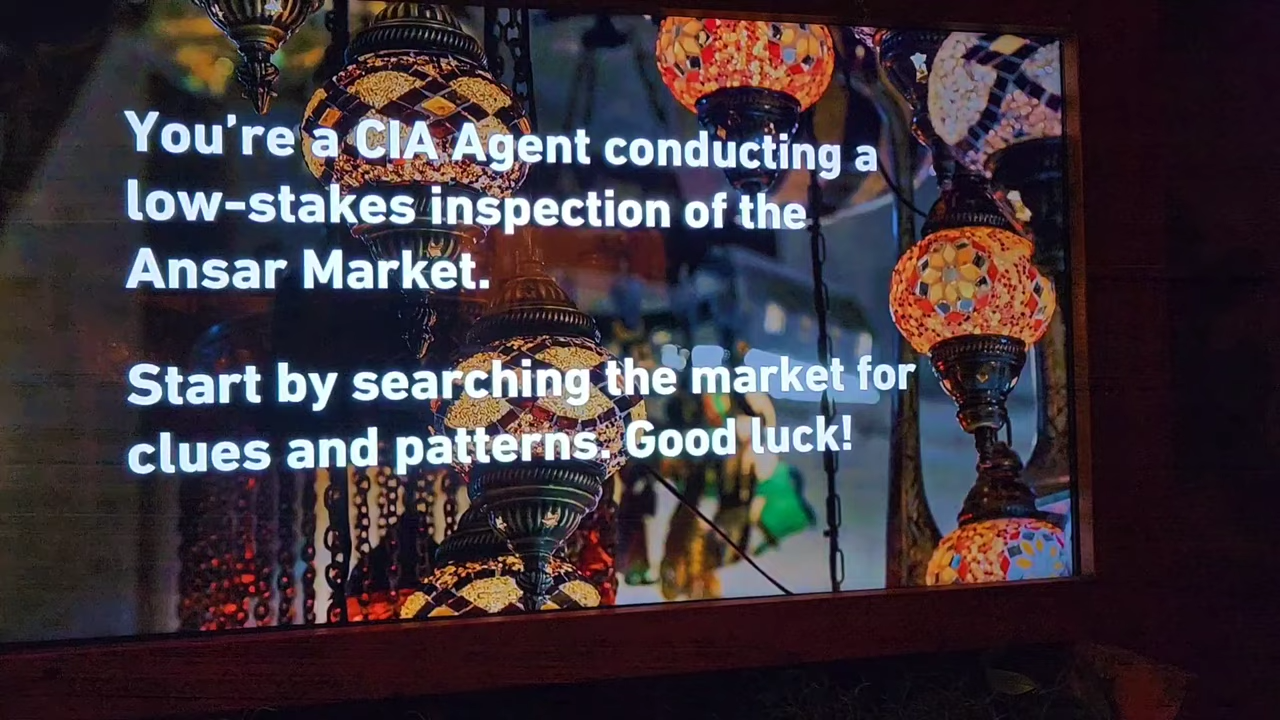 You're a CIA Agent conducting a
low-stakes inspection of the
Ansar Market.
Start by searching the market for
clues and patterns. Good luck!